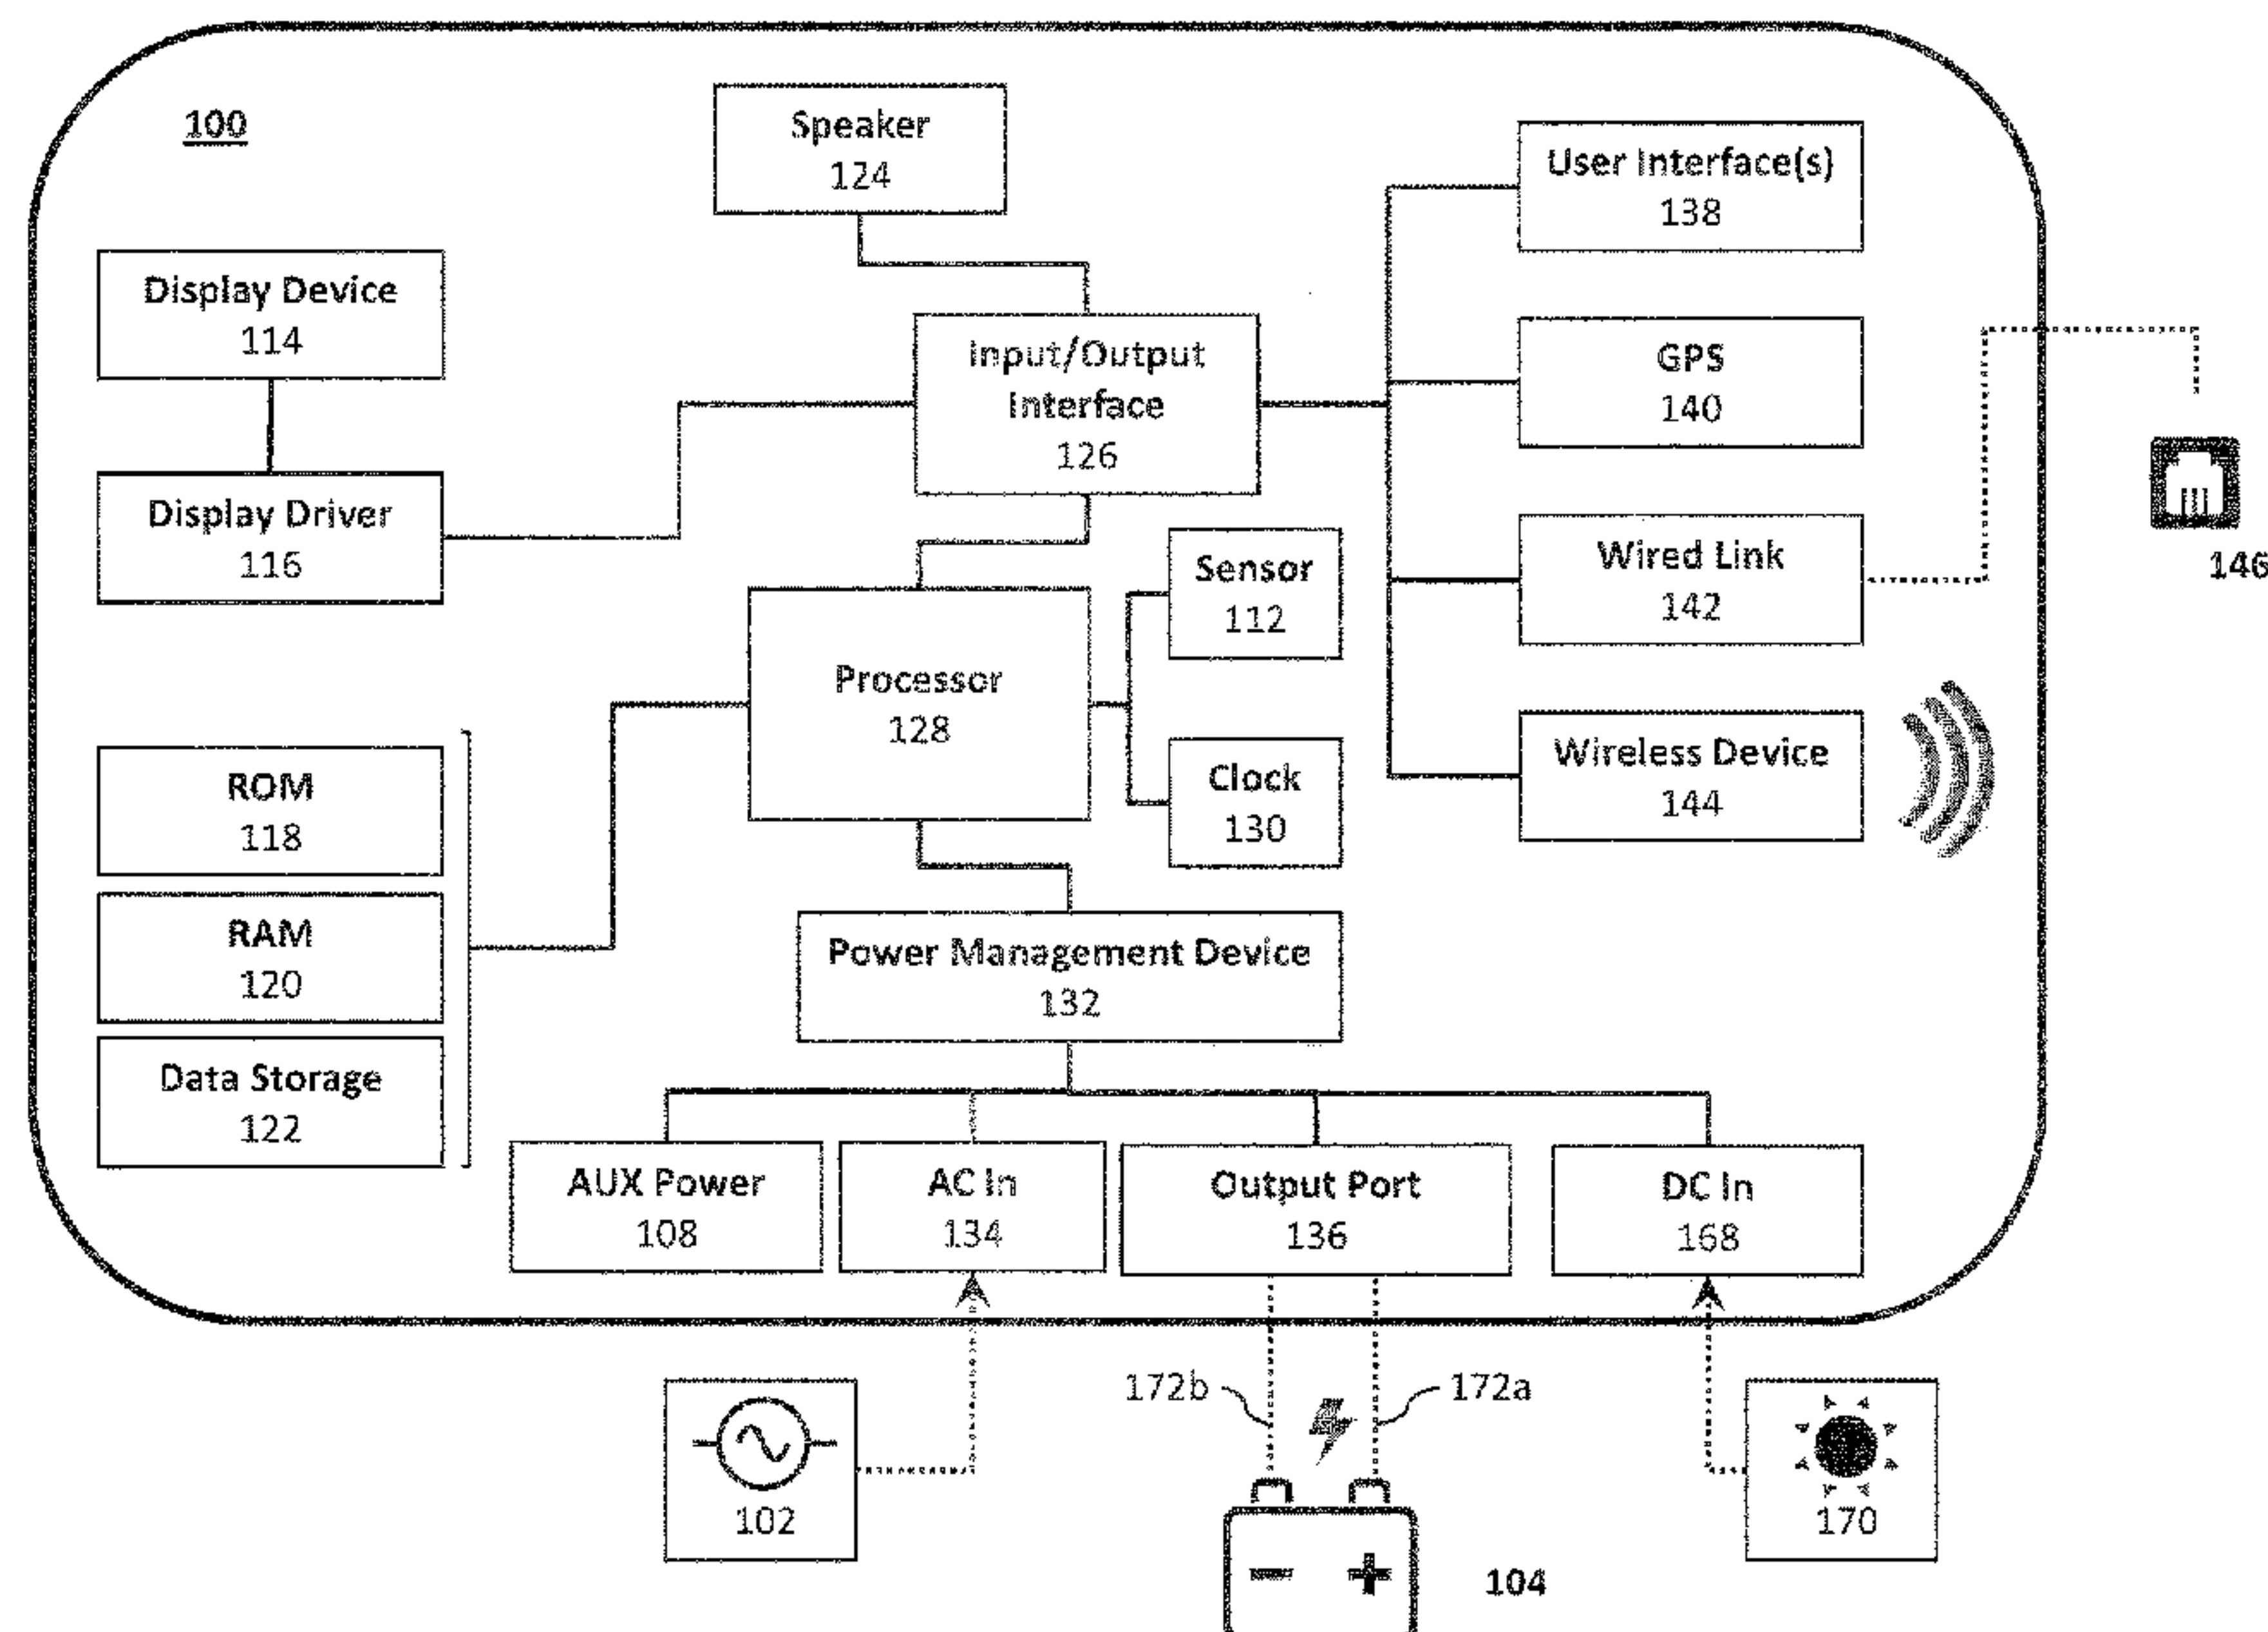 100
Speaker
124
User Interface(s)
138
Display Device
114
Input/Output
Interface
126
GPS
140
Display Driver
116
Sensor
112
Wired Link
142
146
Processor
128
Clock
130
Wireless Device
144
ROM
118
RAM
120
Data Storage
122
Power Management Device
132
AUX Power
108
AC In
134
Output Port
136
DC In
168
172b
172a
102
170
104